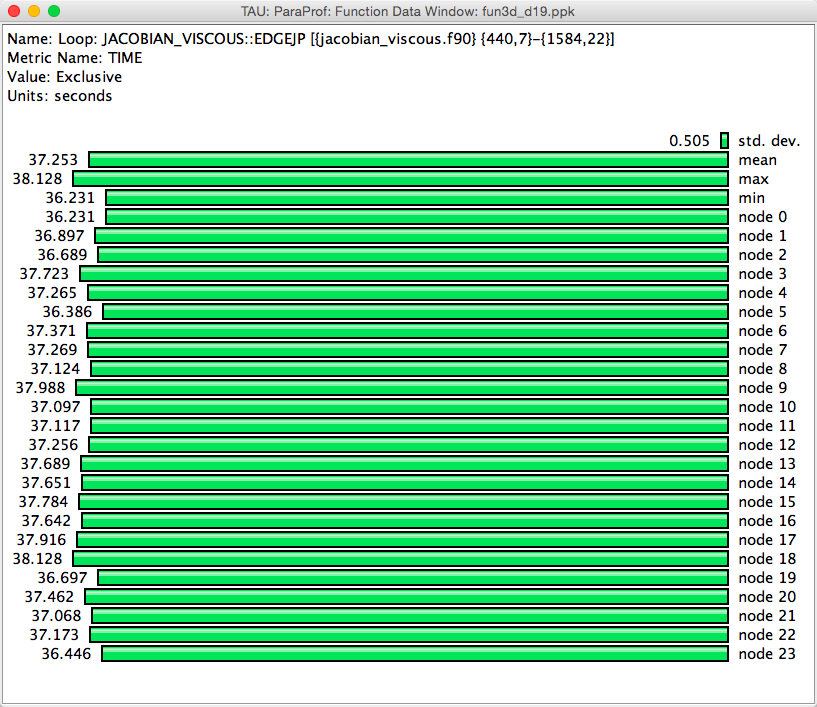 TAU: ParaProf: Function Data Window: fun3d_d19.ppk
Name: Loop: JACOBIAN_VISCOUS::EDGEJP [{jacobian_viscous.f90} {440,7}-{1584,22}]
Metric Name: TIME
Value: Exclusive
Units: seconds
0.505 std. dev.
37.253 mean
38.128 max
36.231 min
36.231 node 0
36.897 node 1
36.689 node 2
37.723 node 3
37.265 node 4
36.386 node 5
37.371 node 6
37.269 node 7
37.124 node 8
37.988 node 9
37.097 node 10
37.117 node 11
37.256 node 12
37.689 node 13
37.651 node 14
37.784 node 15
37.642 node 16
37.916 node 17
38.128 node 18
36.697 node 19
37.462 node 20
37.068 node 21
37.173 node 22
36.446 node 23